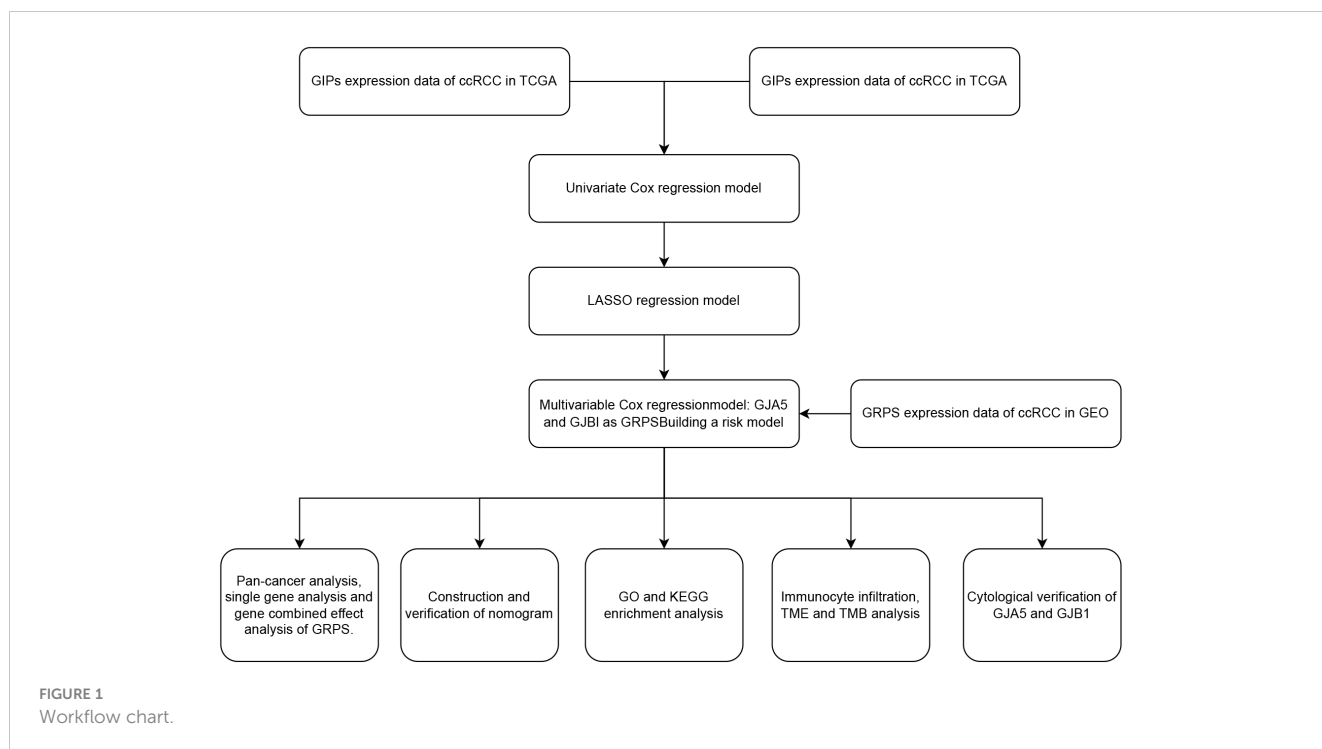 GIPs expression data of ccRCC in TCGA
GIPs expression data of ccRCC in TCGA
Univariate Cox regression model
LASSO regression model
Multivariable Cox regressionmodel: GJA5
and GJBl as GRPSBuilding a risk model
GRPS expression data of ccRCC in GEO
Pan-cancer analysis,
single gene analysis and
gene combined effect
analysis of GRPS.
Construction and
verification of nomogram
GO and KEGG
enrichment analysis
Immunocyte infiltration,
TME and TMB analysis
Cytological verification of
GJA5 and GJB1
FIGURE 1
Workflow chart.